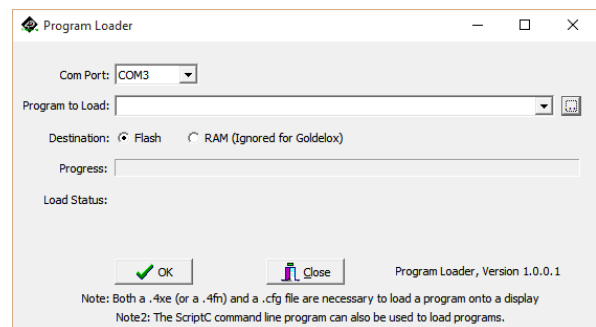 Program Loader
Com Port: COM3
Program to Load:
Destination: Flash RAM (Ignored for Goldelox)
Progress:
Load Status:
OK Close Program Loader, Version 1.0.0.1
Note: Both a .4xe (or a .4fn) and a .cfg file are necessary to load a program onto a display
Note2: The ScriptC command line program can also be used to load programs.